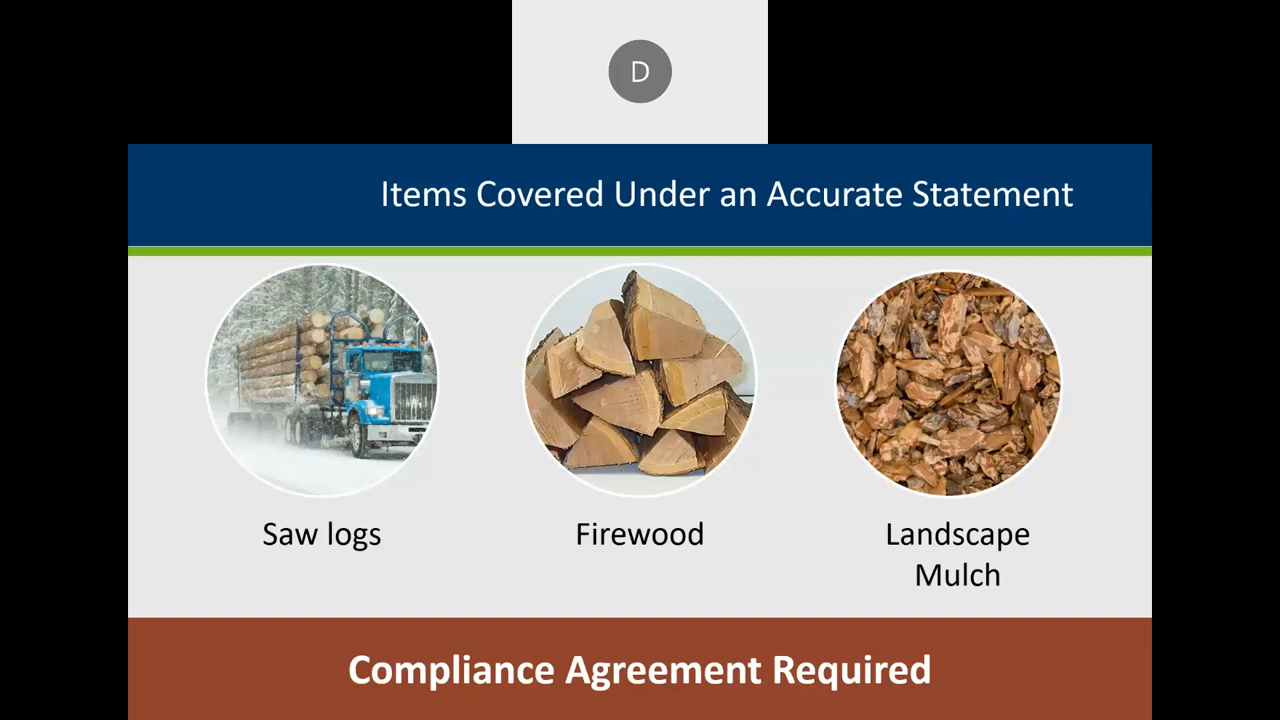 D
Items Covered Under an Accurate Statement
Saw logs
Firewood
Landscape
Mulch
Compliance Agreement Required